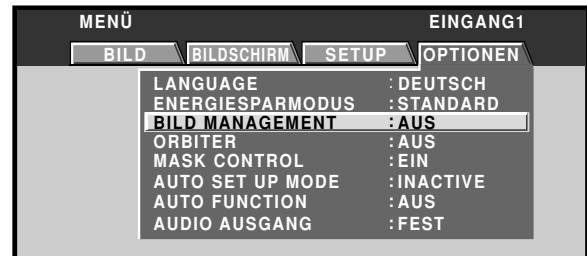 MENÜ EINGANG1
BILD BILDSCHIRM SETUP OPTIONEN
LANGUAGE :DEUTSCH
ENERGIESPARMODUS :STANDARD
BILD MANAGEMENT :AUS
ORBITER :AUS
MASK CONTROL :EIN
AUTO SET UP MODE :INACTIVE
AUTO FUNCTION :AUS
AUDIO AUSGANG :FEST